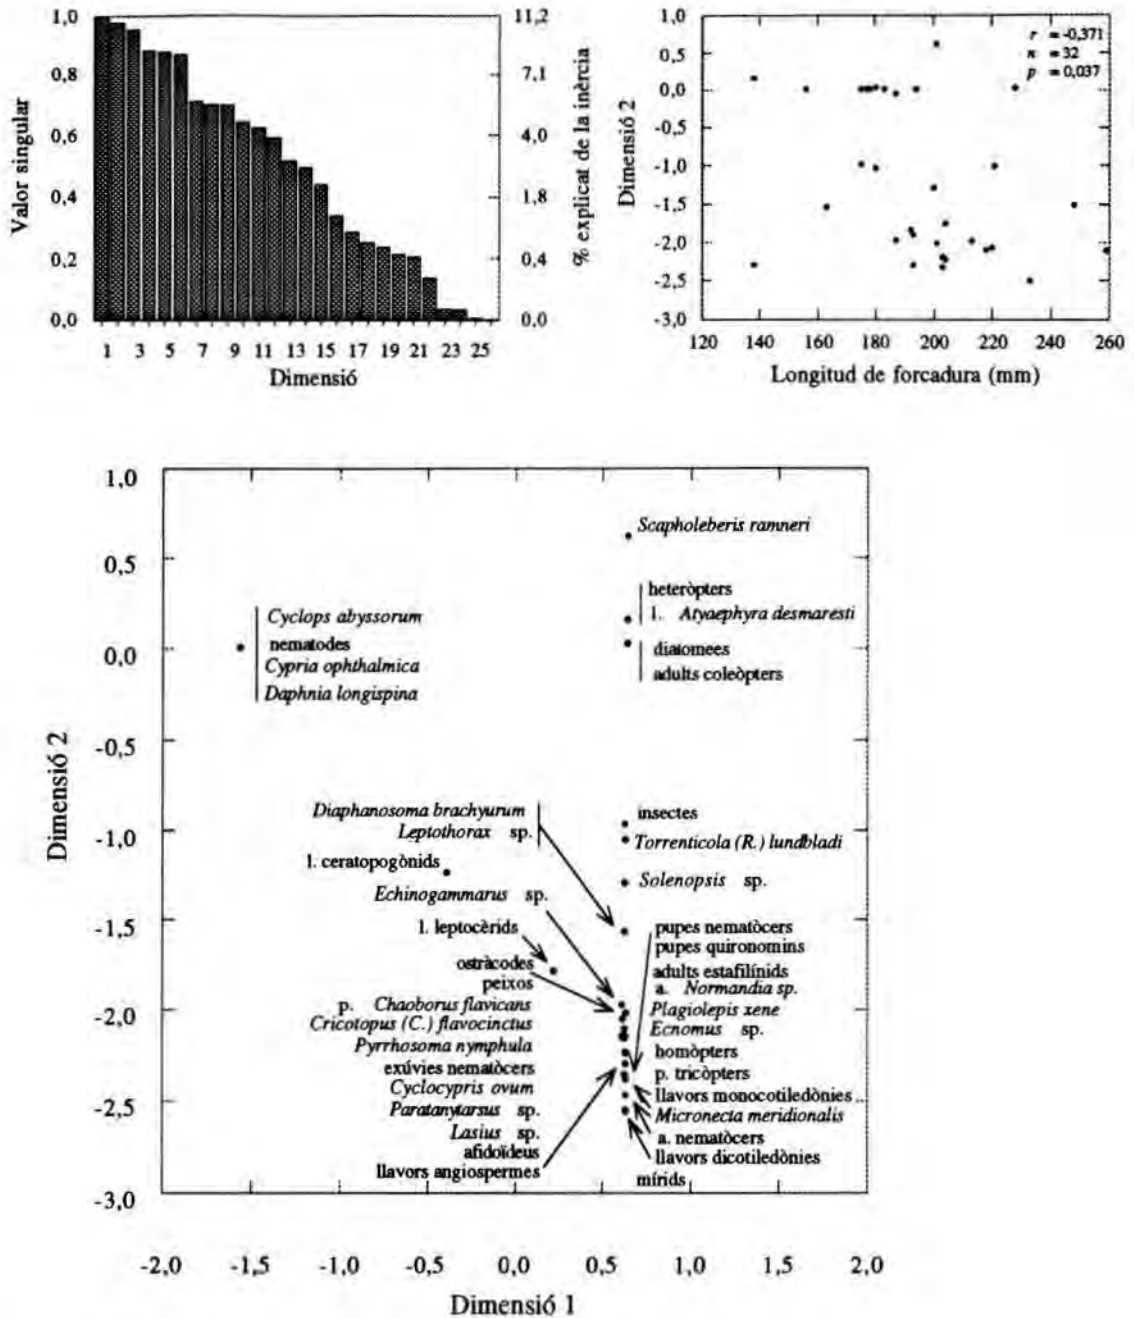 1,0
0,8
0,6
0,4
0,2
0,0
Valor singular
11,2
7,1
4,0
1,8
0,4
0,0
% explicat de la inèrcia
1 3 5 7 9 11 13 15 17 19 21 23 25
Dimensió
1,0
0,5
0,0
-0,5
-1,0
-1,5
-2,0
-2,5
-3,0
Dimensió 2
r = -0,371
n = 32
p = 0,037
120 140 160 180 200 220 240 260
Longitud de forcadura (mm)
1,0
0,5
0,0
-0,5
-1,0
-1,5
-2,0
-2,5
-3,0
Dimensió 2
Scapholeberis ramneri
heteròpters
l. Atyaephyra desmaresti
diatomees
adults coleòpters
Cyclops abyssorum
nematodes
Cypria ophthalmica
Daphnia longispina
Diaphanosoma brachyurum
Leptothorax sp.
l. ceratopogònids
Echinogammarus sp.
l. leptocèrids
ostràcodes
peixos
p. Chaoborus flavicans
Cricotopus (C.) flavocinctus
Pyrrhosoma nymphula
exúvies nematòcers
Cyclocypris ovum
Paratanytarsus sp.
Lasius sp.
afidoïdeus
llavors angiospermes
insectes
Torrenticola (R.) lundbladi
Solenopsis sp.
pupes nematòcers
pupes quironomins
adults estafilínids
a. Normandia sp.
Plagiolepis xene
Ecnomus sp.
homòpters
p. tricòpters
llavors monocotiledònies
Micronecta meridionalis
a. nematòcers
llavors dicotiledònies
mírids
-2,0 -1,5 -1,0 -0,5 0,0 0,5 1,0 1,5 2,0
Dimensió 1